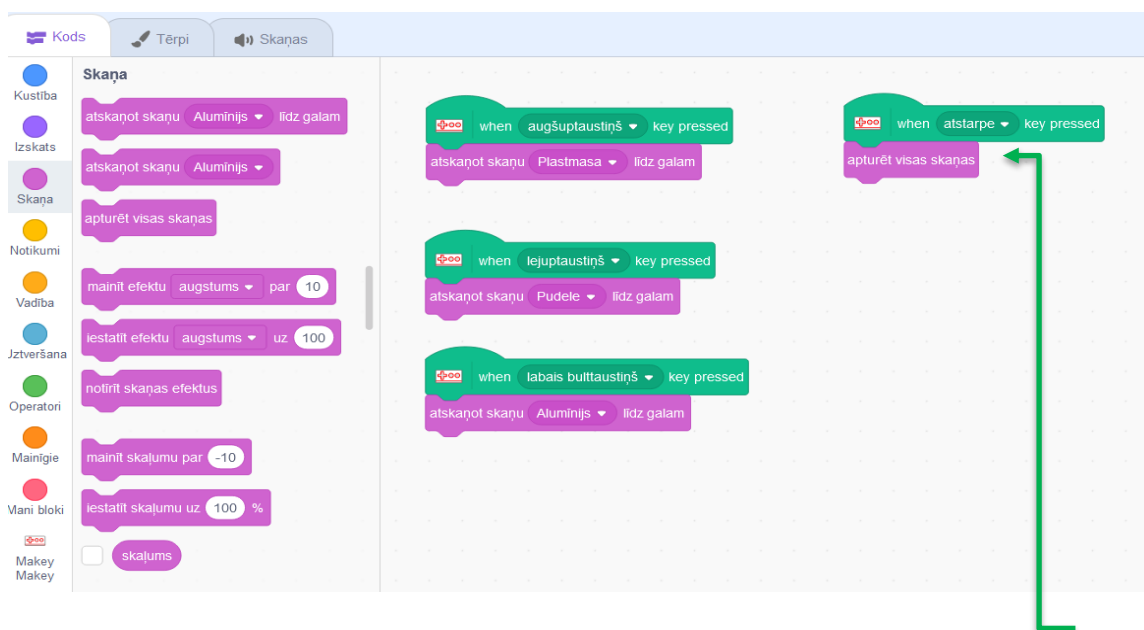 Kods
Tērpi
Skaņas
Kustība
Izskats
Skaņa
Notikumi
Vadība
Uztveršana
Operatori
Mainīgie
Mani bloki
Makey
Makey
Skaņa
atskaņot skaņu Alumīnijs līdz galam
atskaņot skaņu Alumīnijs
apturēt visas skaņas
mainīt efektu augstums par 10
iestatīt efektu augstums uz 100
notīrīt skaņas efektus
mainīt skaļumu par -10
iestatīt skaļumu uz 100 %
skaļums
when augšuptaustiņš key pressed
atskaņot skaņu Plastmasa līdz galam
when lejuptaustiņš key pressed
atskaņot skaņu Pudele līdz galam
when labais bulttaustiņš key pressed
atskaņot skaņu Alumīnijs līdz galam
when atstarpe key pressed
apturēt visas skaņas